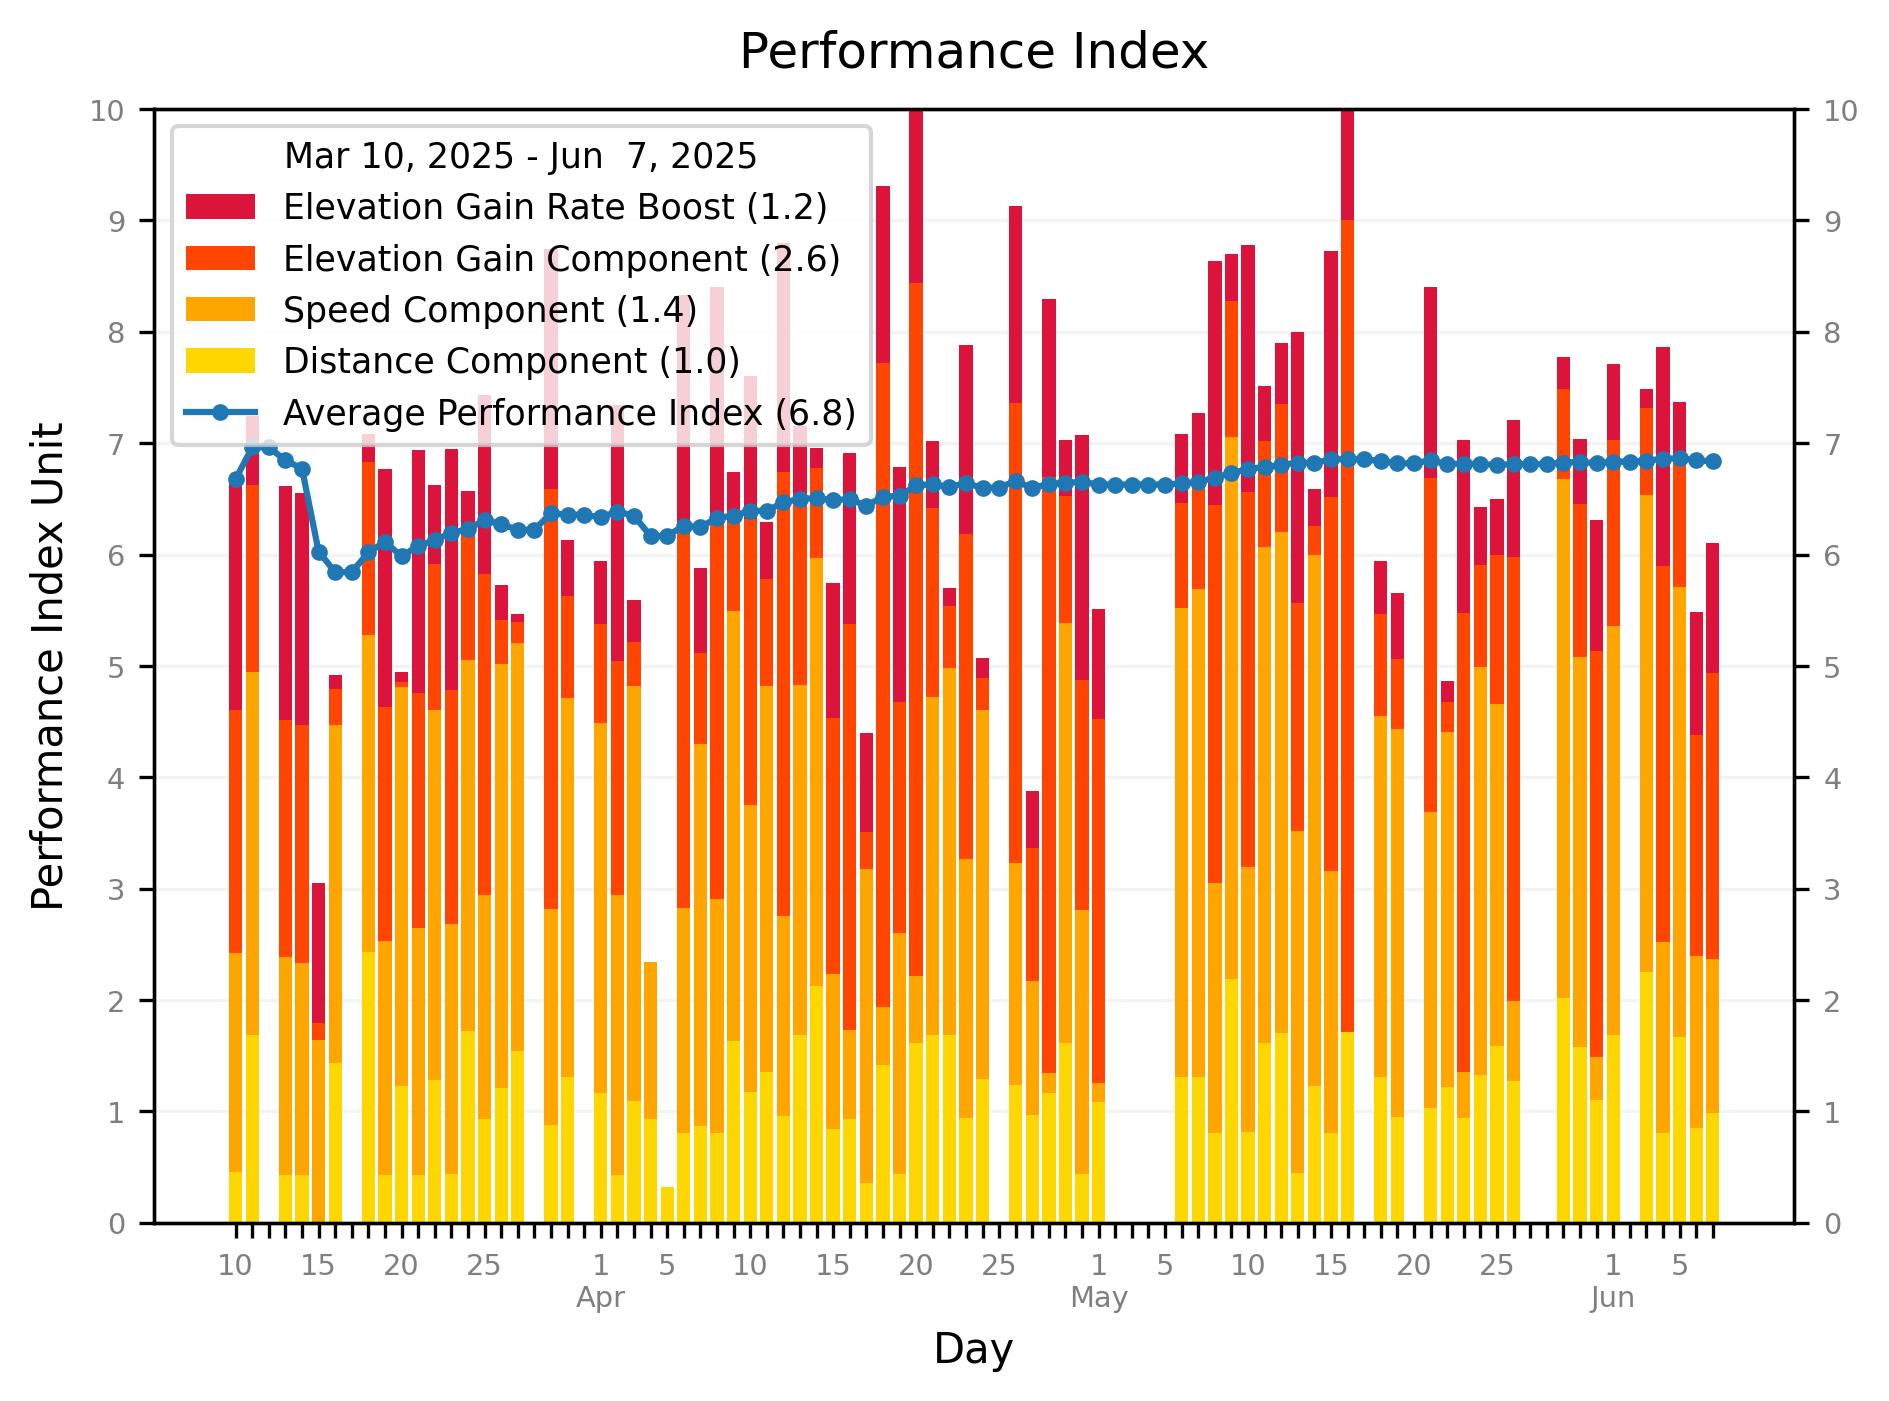 Performance Index
Mar 10, 2025 - Jun  7, 2025
Elevation Gain Rate Boost (1.2)
Elevation Gain Component (2.6)
Speed Component (1.4)
Distance Component (1.0)
Average Performance Index (6.8)
Performance Index Unit
10
9
8
7
6
5
4
3
2
1
0
10
9
8
7
6
5
4
3
2
1
0
10 15 20 25 1 5 10 15 20 25 1 5 10 15 20 25 1 5
Apr May Jun
Day